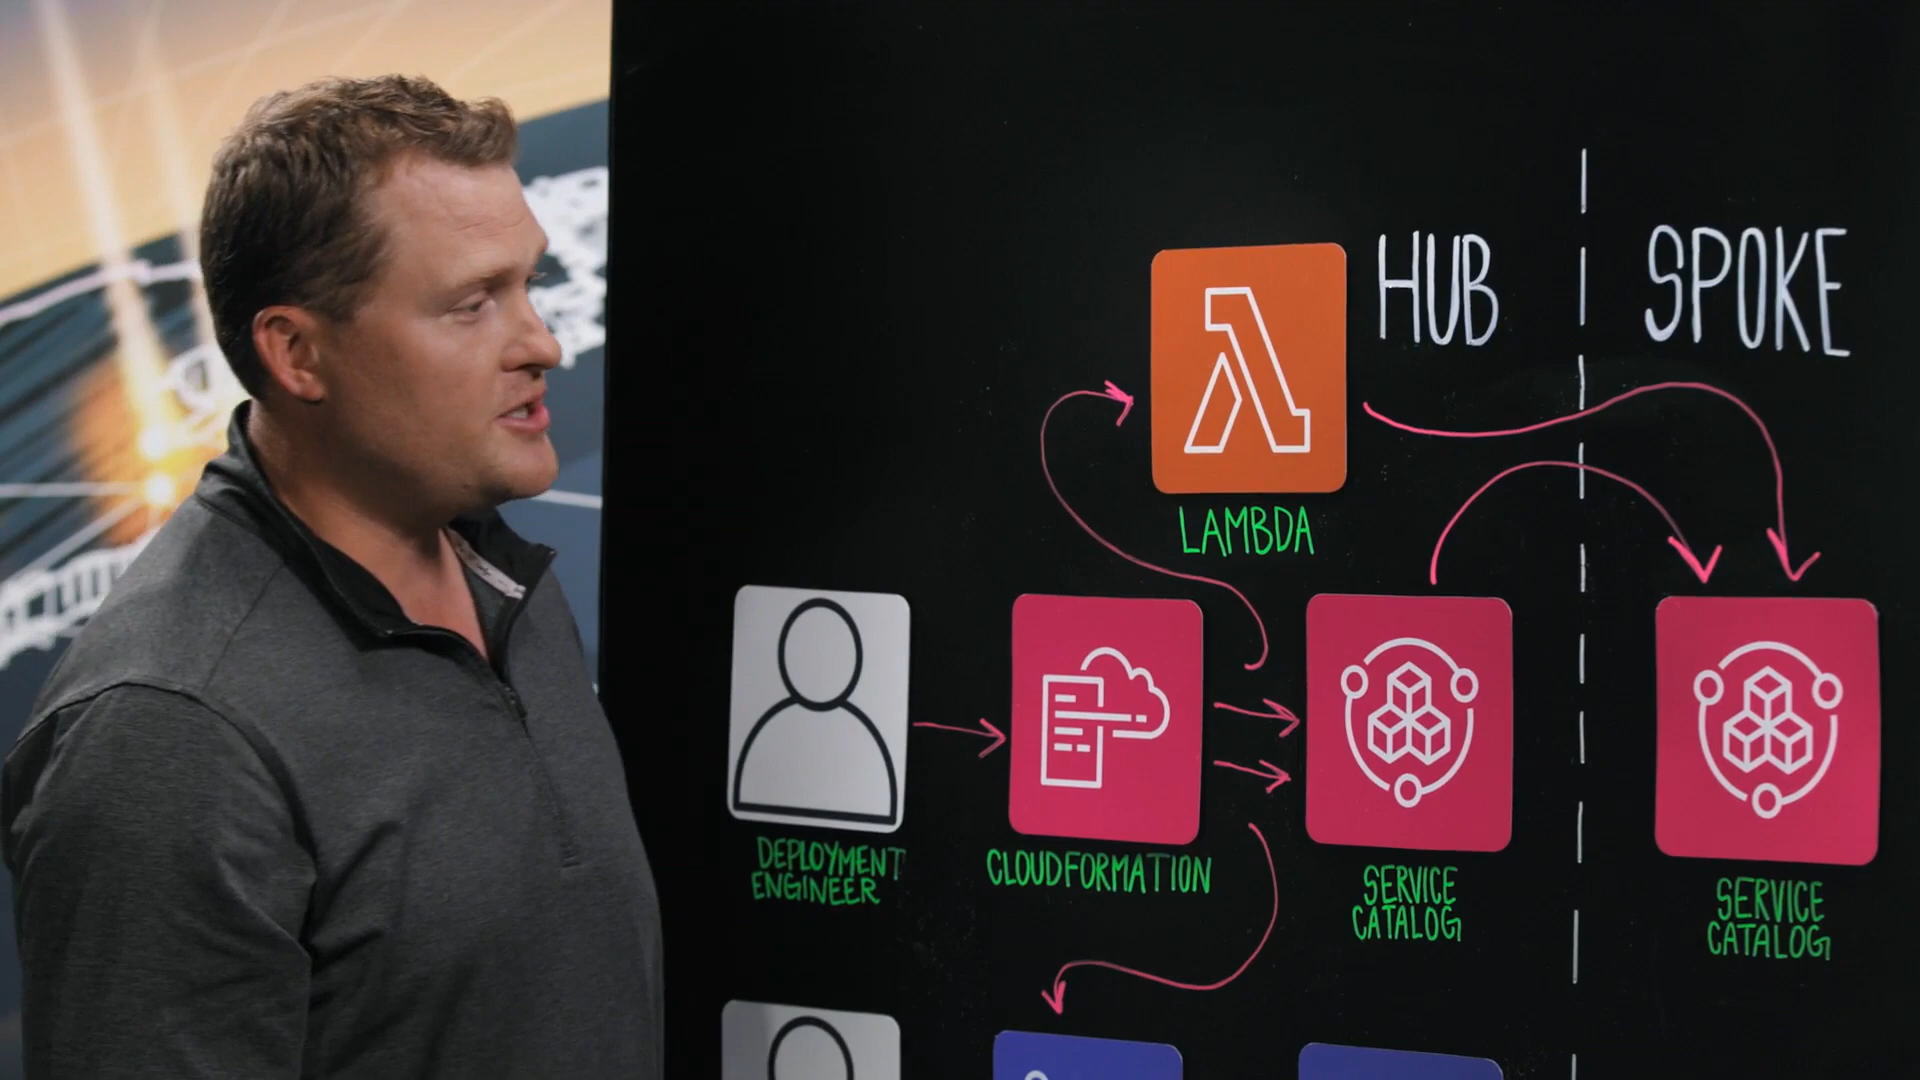 HUB
SPOKE
LAMBDA
DEPLOYMENT
ENGINEER
CLOUDFORMATION
SERVICE
CATALOG
SERVICE
CATALOG